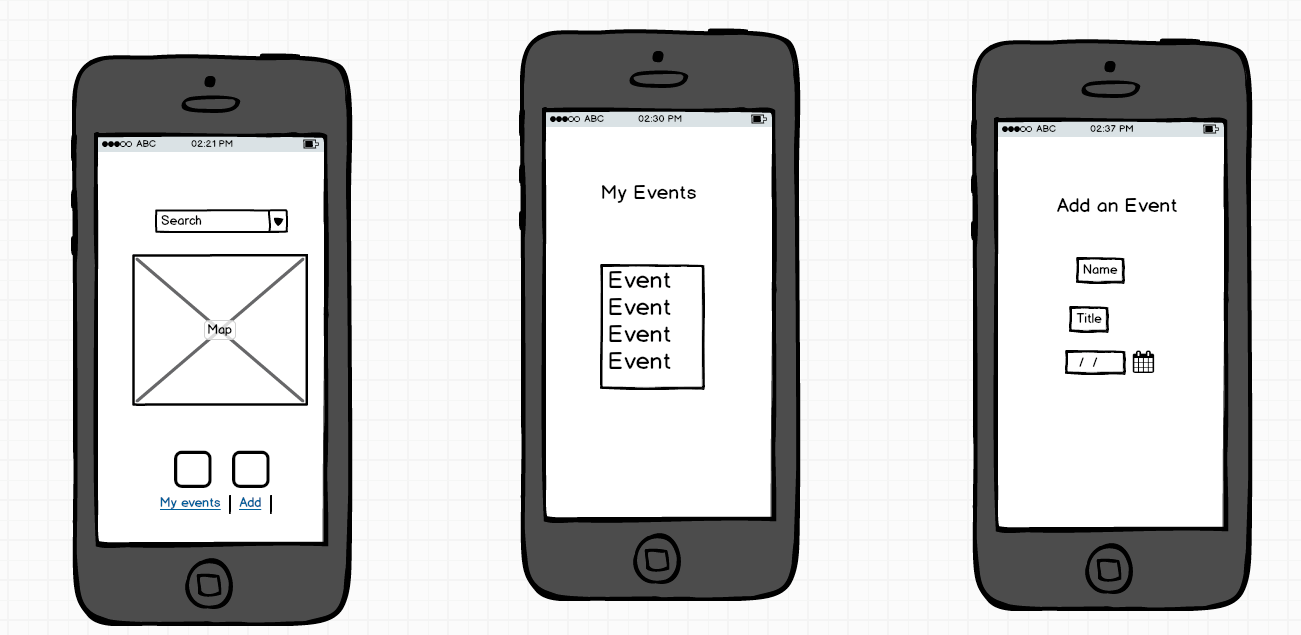 ABC 02:21 PM
Search
Map
My events | Add |
ABC 02:30 PM
My Events
Event
Event
Event
Event
ABC 02:37 PM
Add an Event
Name
Title
/ /